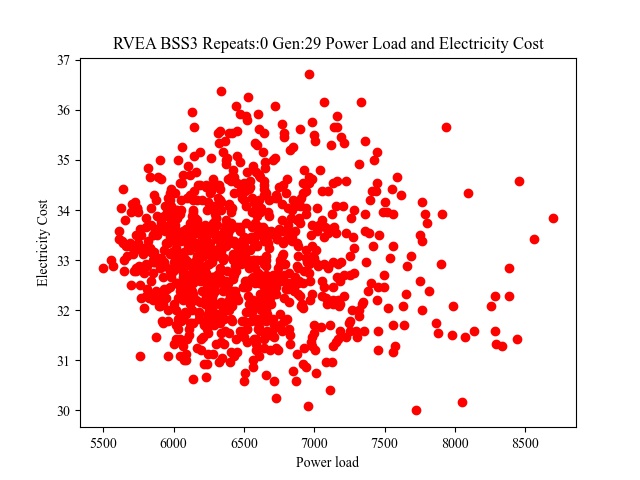 RVEA BSS3 Repeats:0 Gen:29 Power Load and Electricity Cost
37
36
35
34
33
32
31
30
Electricity Cost
5500 6000 6500 7000 7500 8000 8500
Power load